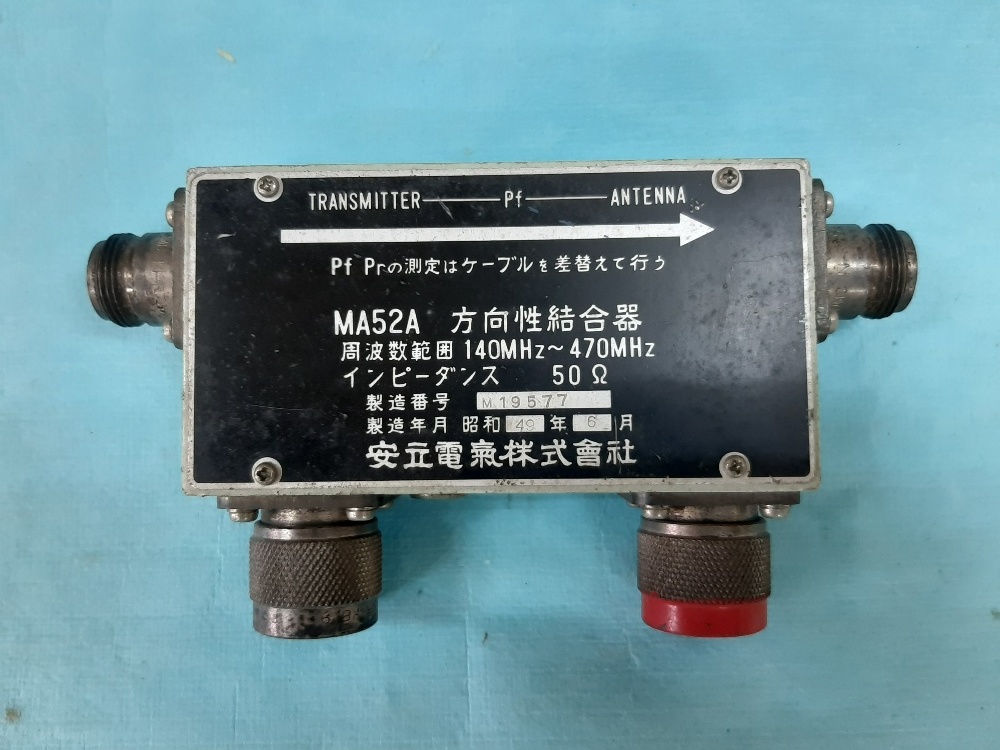 TRANSMITTER Pf ANTENNA
Pf Prの測定はケーブルを差替えて行う
MA52A 方向性結合器
周波数範囲 140MHz～470MHz
インピーダンス 50Ω
製造番号 M19577
製造年月 昭和49年6月
安立電氣株式會社